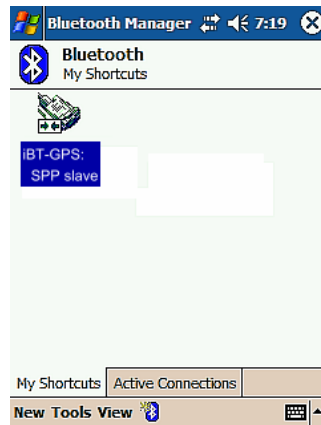 Bluetooth Manager 7:19
Bluetooth
My Shortcuts
iBT-GPS:
SPP slave
My Shortcuts Active Connections
New Tools View